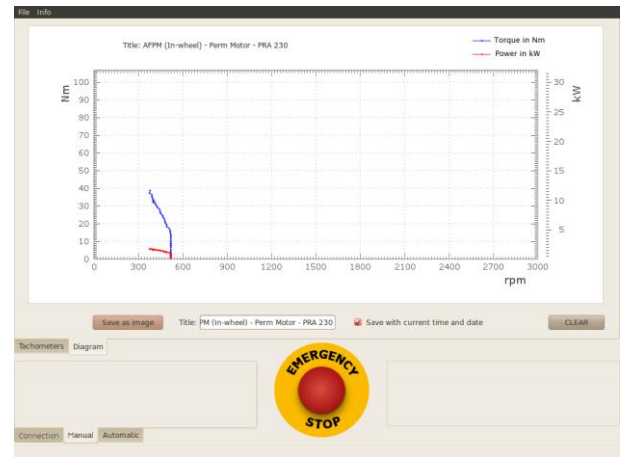 File Info
Title: AFPM (In-wheel) - Perm Motor - PRA 230
Torque in Nm
Power in kW
Nm
100
90
80
70
60
50
40
30
20
10
0
kW
30
25
20
15
10
5
0 300 600 900 1200 1500 1800 2100 2400 2700 3000
rpm
Save as image Title: PM (In-wheel) - Perm Motor - PRA 230 Save with current time and date CLEAR
Tachometers Diagram
EMERGENCY
STOP
Connection Manual Automatic